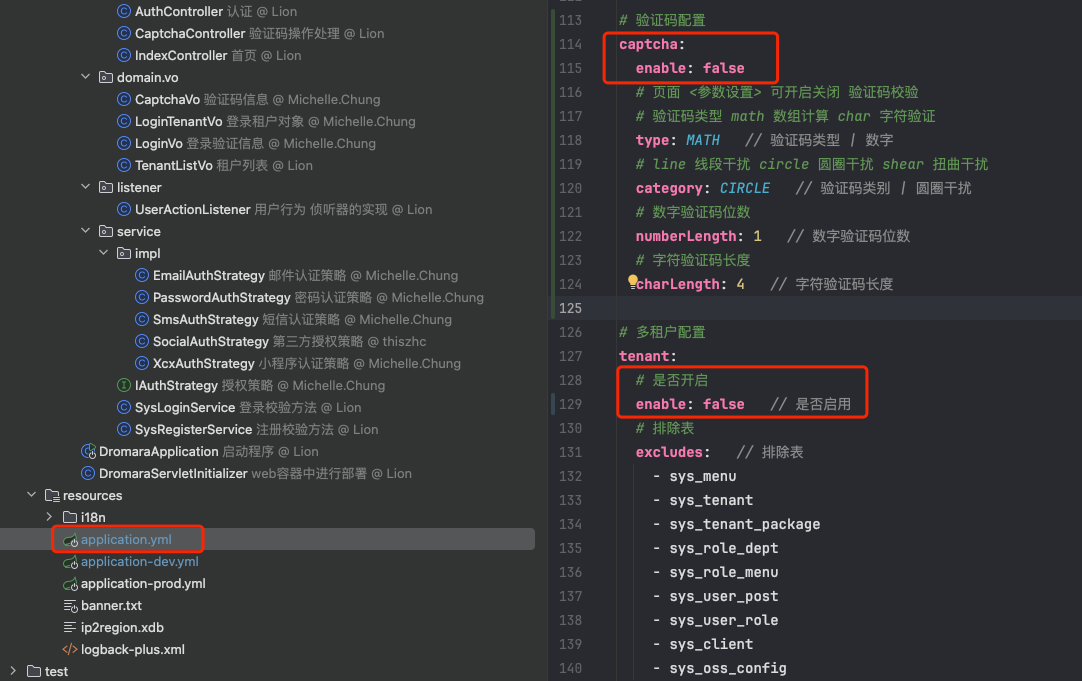 AuthController 认证 @ Lion
CaptchaController 验证码操作处理 @ Lion
IndexController 首页 @ Lion
domain.vo
CaptchaVo 验证码信息 @ Michelle.Chung
LoginTenantVo 登录租户对象 @ Michelle.Chung
LoginVo 登录验证信息 @ Michelle.Chung
TenantListVo 租户列表 @ Lion
listener
UserActionListener 用户行为 侦听器的实现 @ Lion
service
impl
EmailAuthStrategy 邮件认证策略 @ Michelle.Chung
PasswordAuthStrategy 密码认证策略 @ Michelle.Chung
SmsAuthStrategy 短信认证策略 @ Michelle.Chung
SocialAuthStrategy 第三方授权策略 @ thiszhc
XcxAuthStrategy 小程序认证策略 @ Michelle.Chung
IAuthStrategy 授权策略 @ Michelle.Chung
SysLoginService 登录校验方法 @ Lion
SysRegisterService 注册校验方法 @ Lion
DromaraApplication 启动程序 @ Lion
DromaraServletInitializer web容器中进行部署 @ Lion
resources
i18n
application.yml
application-dev.yml
application-prod.yml
banner.txt
ip2region.xdb
logback-plus.xml
test
113 # 验证码配置
114 captcha:
115 enable: false
116 # 页面 <参数设置> 可开启关闭 验证码校验
117 # 验证码类型 math 数组计算 char 字符验证
118 type: MATH // 验证码类型 | 数字
119 # line 线段干扰 circle 圆圈干扰 shear 扭曲干扰
120 category: CIRCLE // 验证码类别 | 圆圈干扰
121 # 数字验证码位数
122 numberLength: 1 // 数字验证码位数
123 # 字符验证码长度
124 charLength: 4 // 字符验证码长度
125
126 # 多租户配置
127 tenant:
128 # 是否开启
129 enable: false // 是否启用
130 # 排除表
131 excludes: // 排除表
132 - sys_menu
133 - sys_tenant
134 - sys_tenant_package
135 - sys_role_dept
136 - sys_role_menu
137 - sys_user_post
138 - sys_user_role
139 - sys_client
140 - sys_oss_config